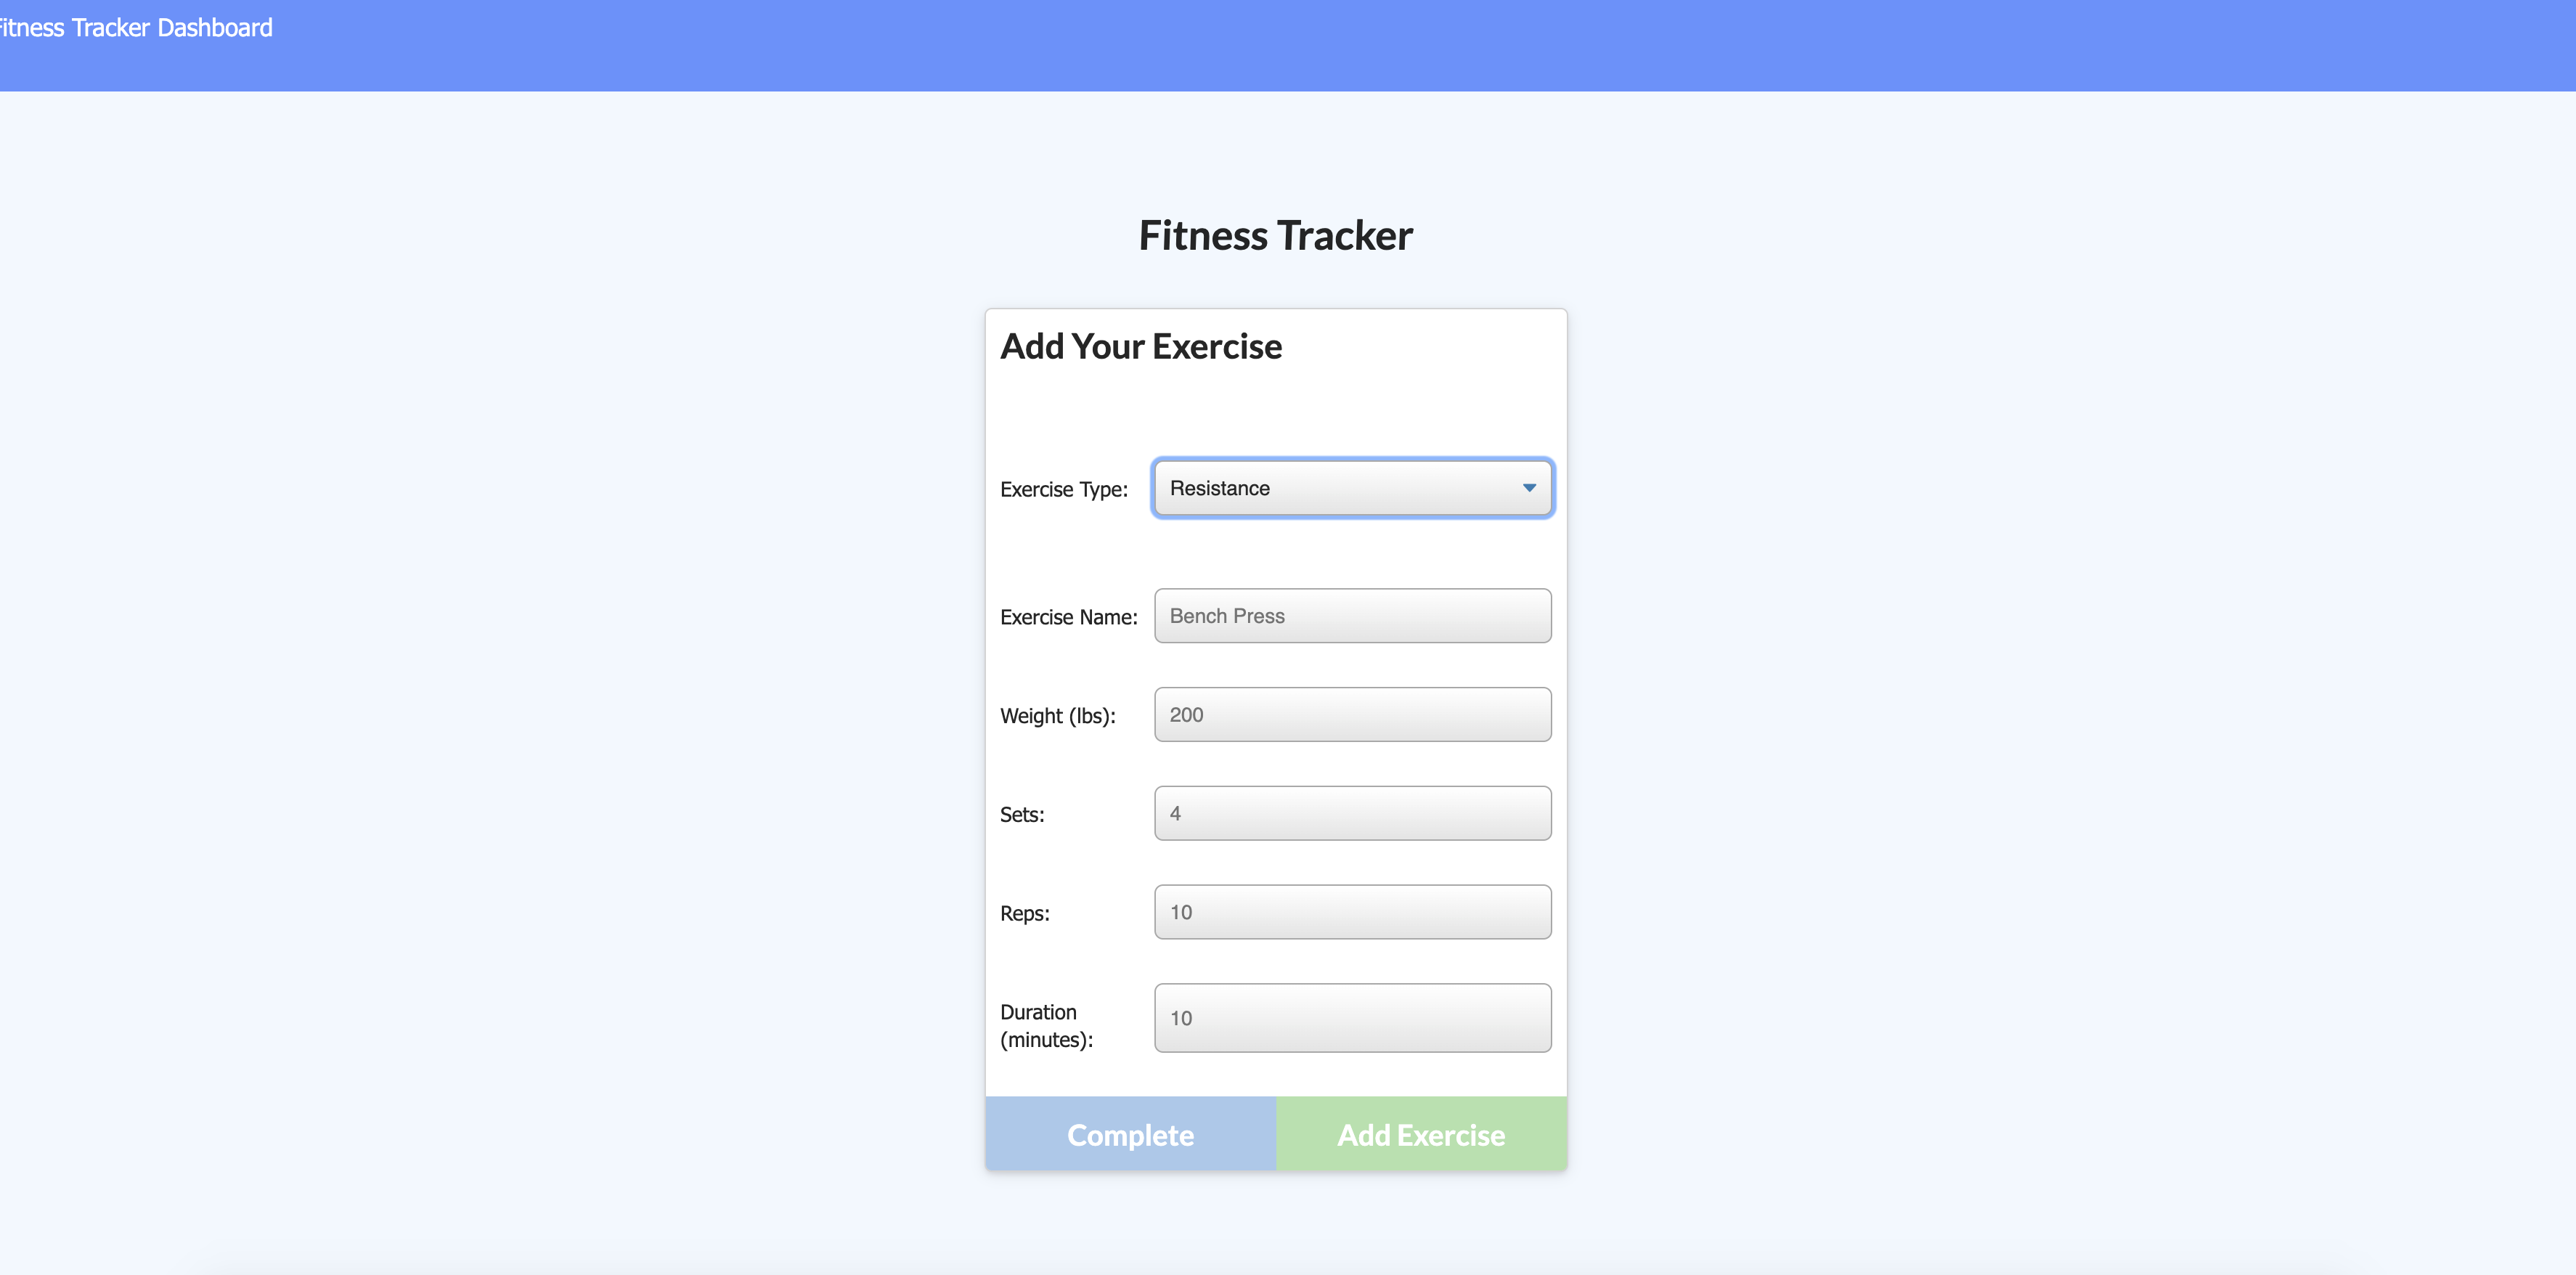 Fitness Tracker Dashboard
Fitness Tracker
Add Your Exercise
Exercise Type: Resistance
Exercise Name: Bench Press
Weight (lbs): 200
Sets: 4
Reps: 10
Duration (minutes): 10
Complete Add Exercise